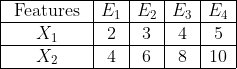 Features E₁ E₂ E₃ E₄
X₁ 2 3 4 5
X₂ 4 6 8 10